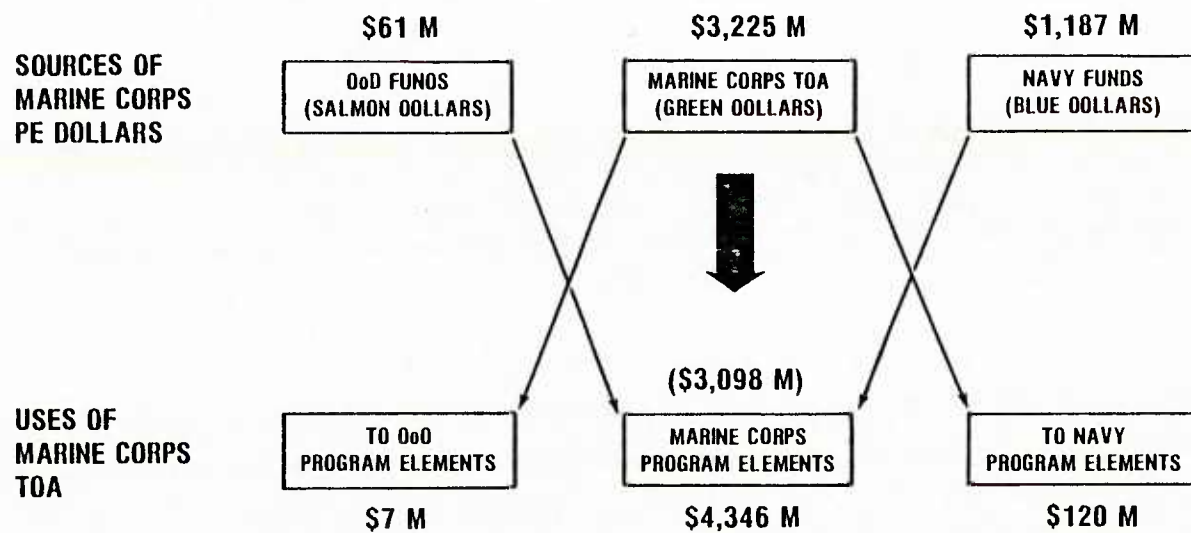 $61 M
$3,225 M
$1,187 M
SOURCES OF
MARINE CORPS
PE DOLLARS
OoD FUNOS
(SALMON OOLLARS)
MARINE CORPS TOA
(GREEN OOLLARS)
NAVY FUNDS
(BLUE OOLLARS)
($3,098 M)
USES OF
MARINE CORPS
TOA
TO OoO
PROGRAM ELEMENTS
MARINE CORPS
PROGRAM ELEMENTS
TO NAVY
PROGRAM ELEMENTS
$7 M
$4,346 M
$120 M